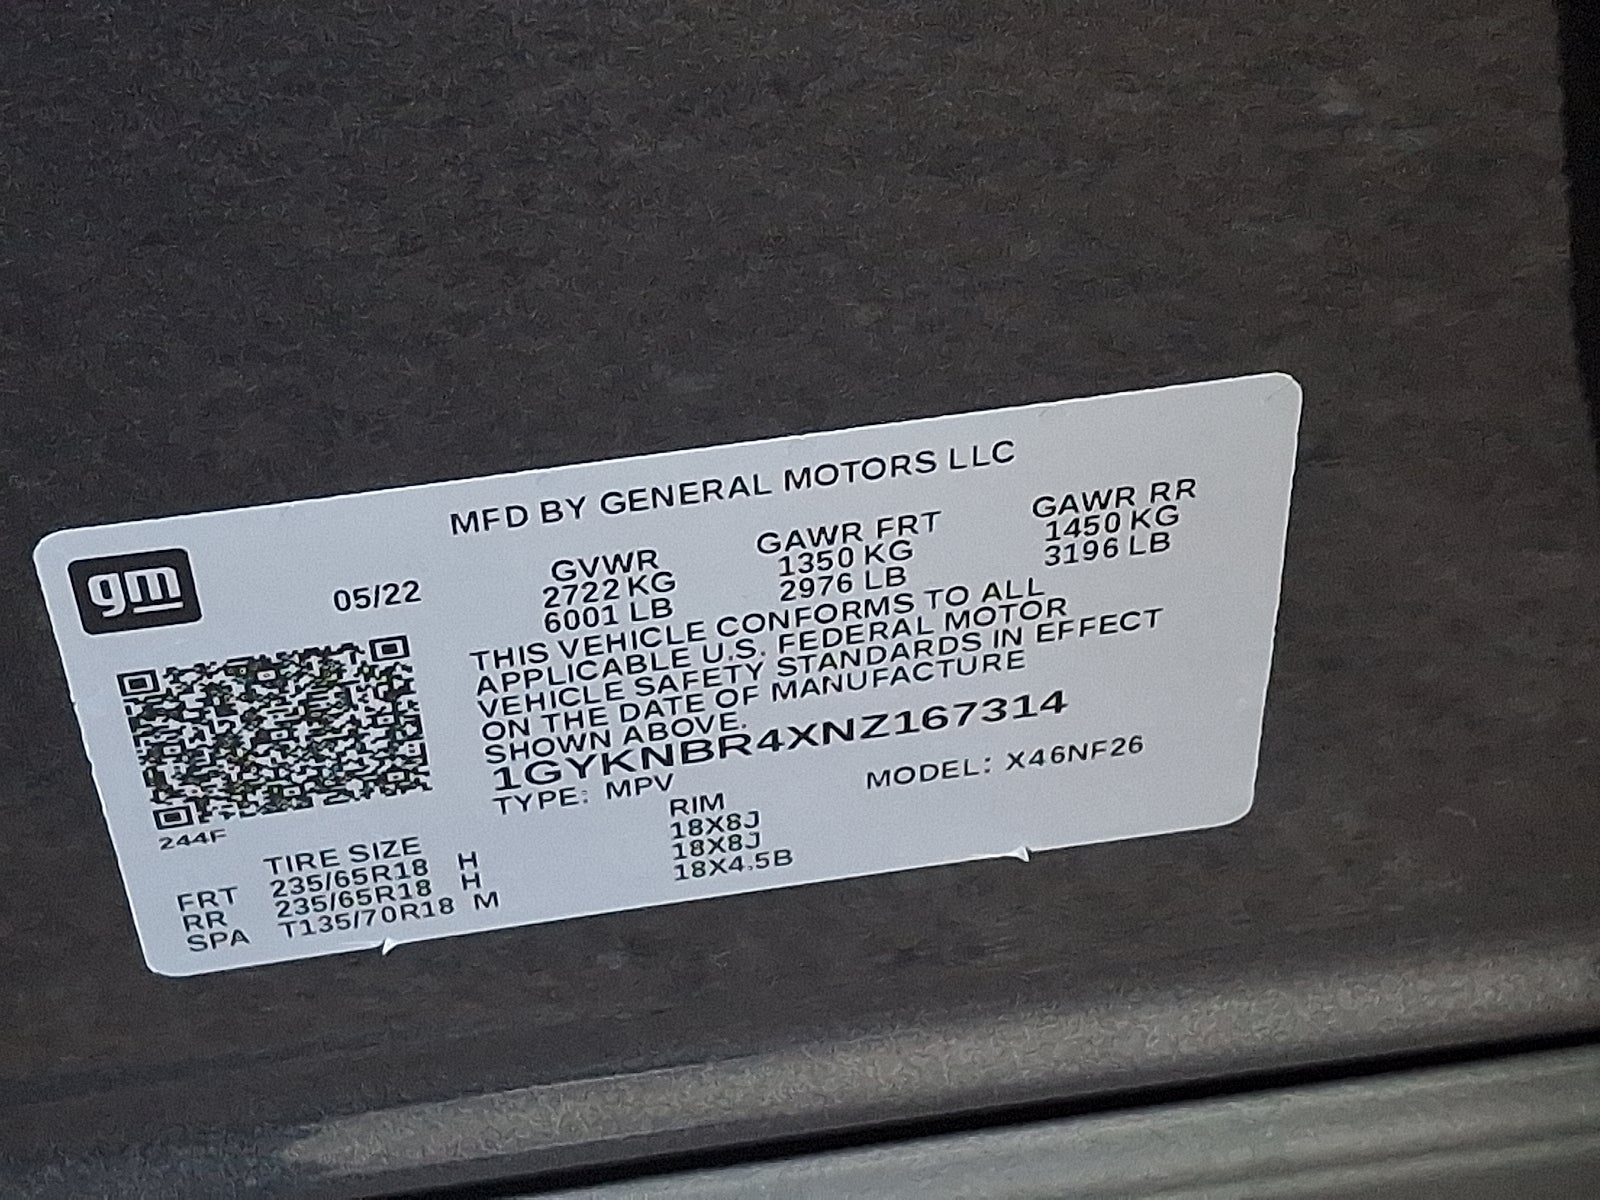 MFD BY GENERAL MOTORS LLC
gm
05/22
GVWR GAWR FRT GAWR RR
2722 KG 1350 KG 1450 KG
6001 LB 2976 LB 3196 LB
THIS VEHICLE CONFORMS TO ALL
APPLICABLE U.S. FEDERAL MOTOR
VEHICLE SAFETY STANDARDS IN EFFECT
ON THE DATE OF MANUFACTURE
SHOWN ABOVE.
1GYKNBR4XNZ167314
TYPE: MPV MODEL: X46NF26
244F
TIRE SIZE RIM
FRT 235/65R18 H 18X8J
RR 235/65R18 H 18X8J
SPA T135/70R18 M 18X4.5B